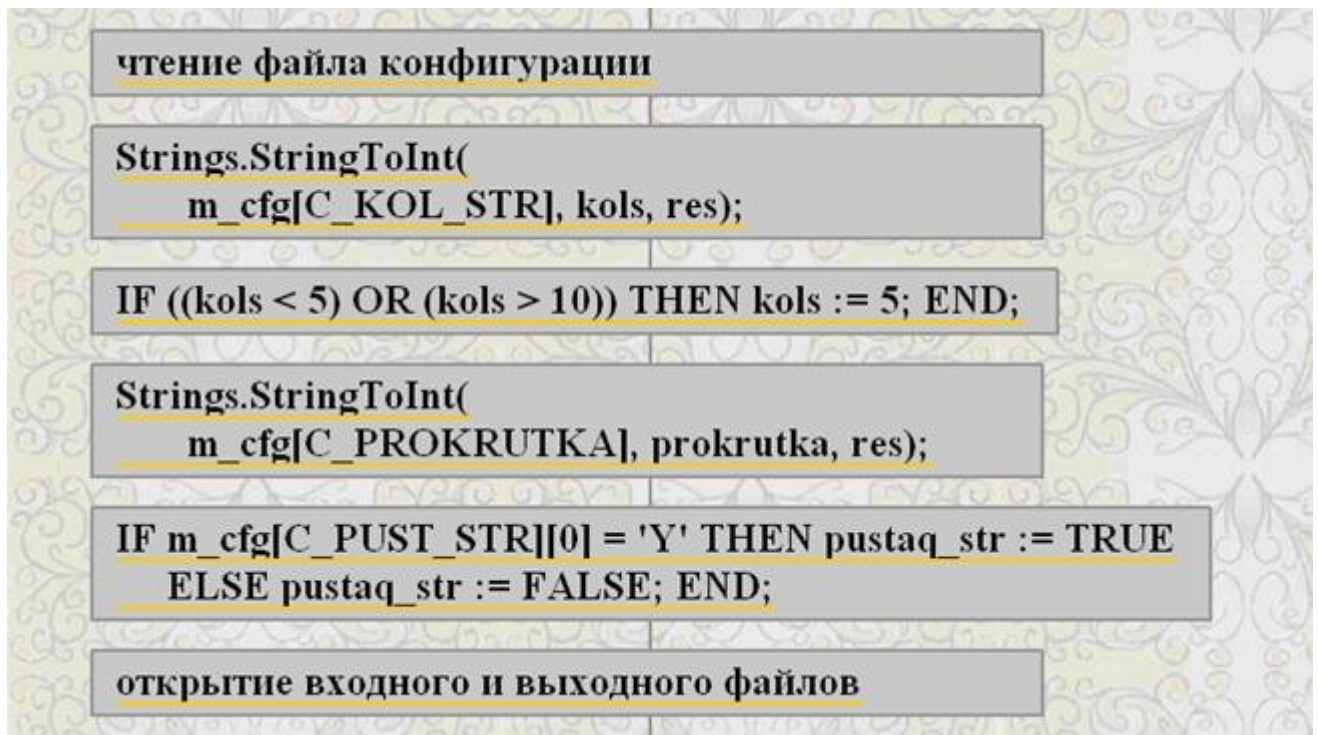 чтение файла конфигурации
Strings.StringToInt(
m_cfg[C_KOL_STR], kols, res);
IF ((kols < 5) OR (kols > 10)) THEN kols := 5; END;
Strings.StringToInt(
m_cfg[C_PROKRUTKA], prokrutka, res);
IF m_cfg[C_PUST_STR][0] = 'Y' THEN pustaq_str := TRUE
ELSE pustaq_str := FALSE; END;
открытие входного и выходного файлов